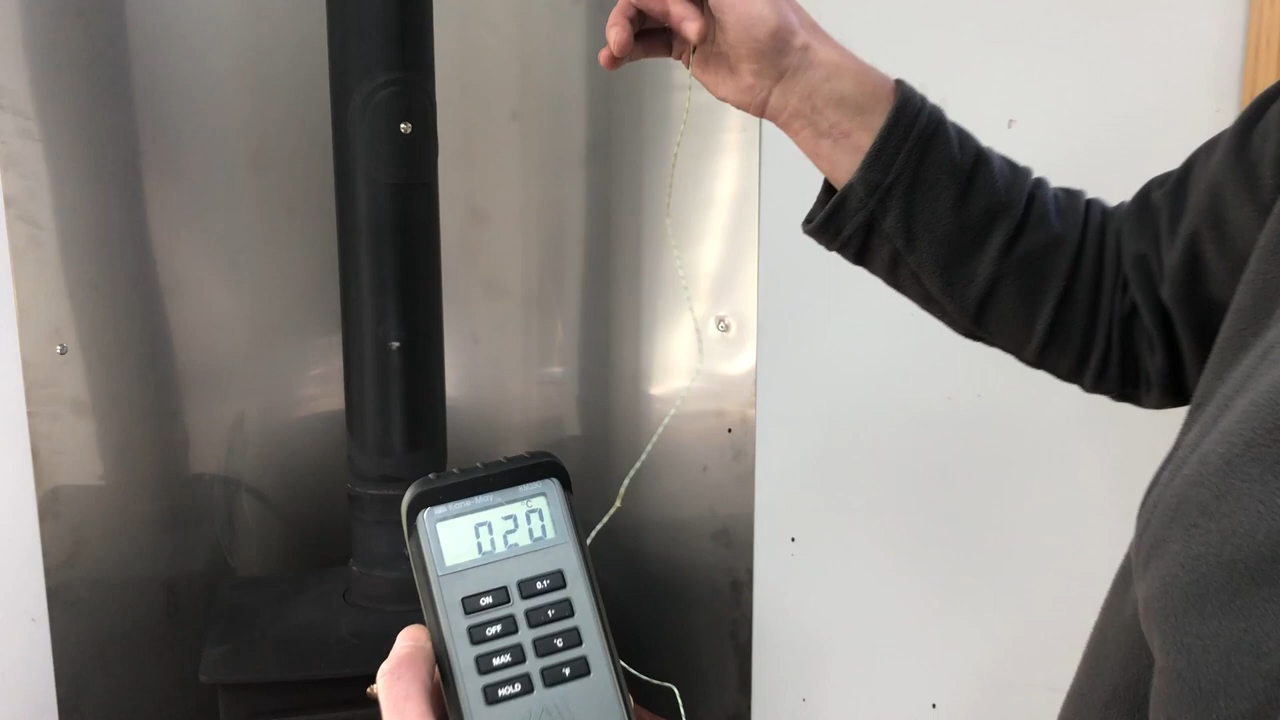 Kane-May KM330
°C
020
ON 0.1°
OFF 1°
MAX °C
HOLD °F